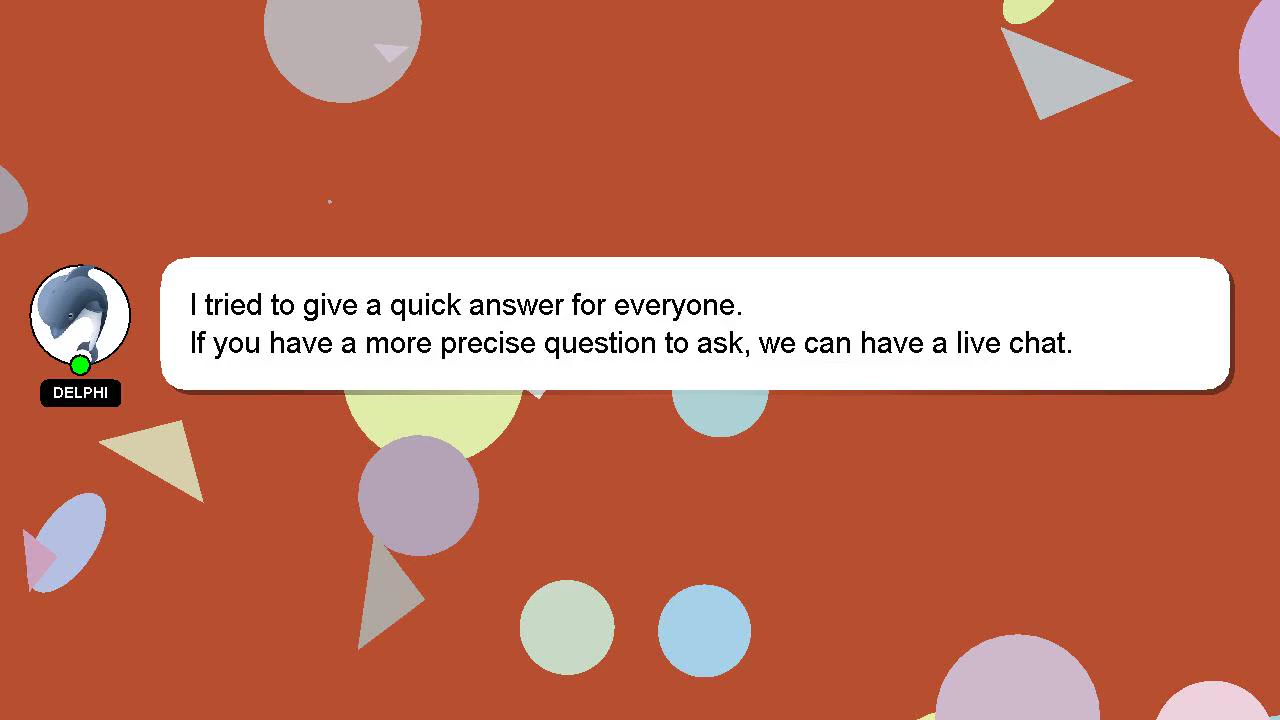 I tried to give a quick answer for everyone.
If you have a more precise question to ask, we can have a live chat.
DELPHI